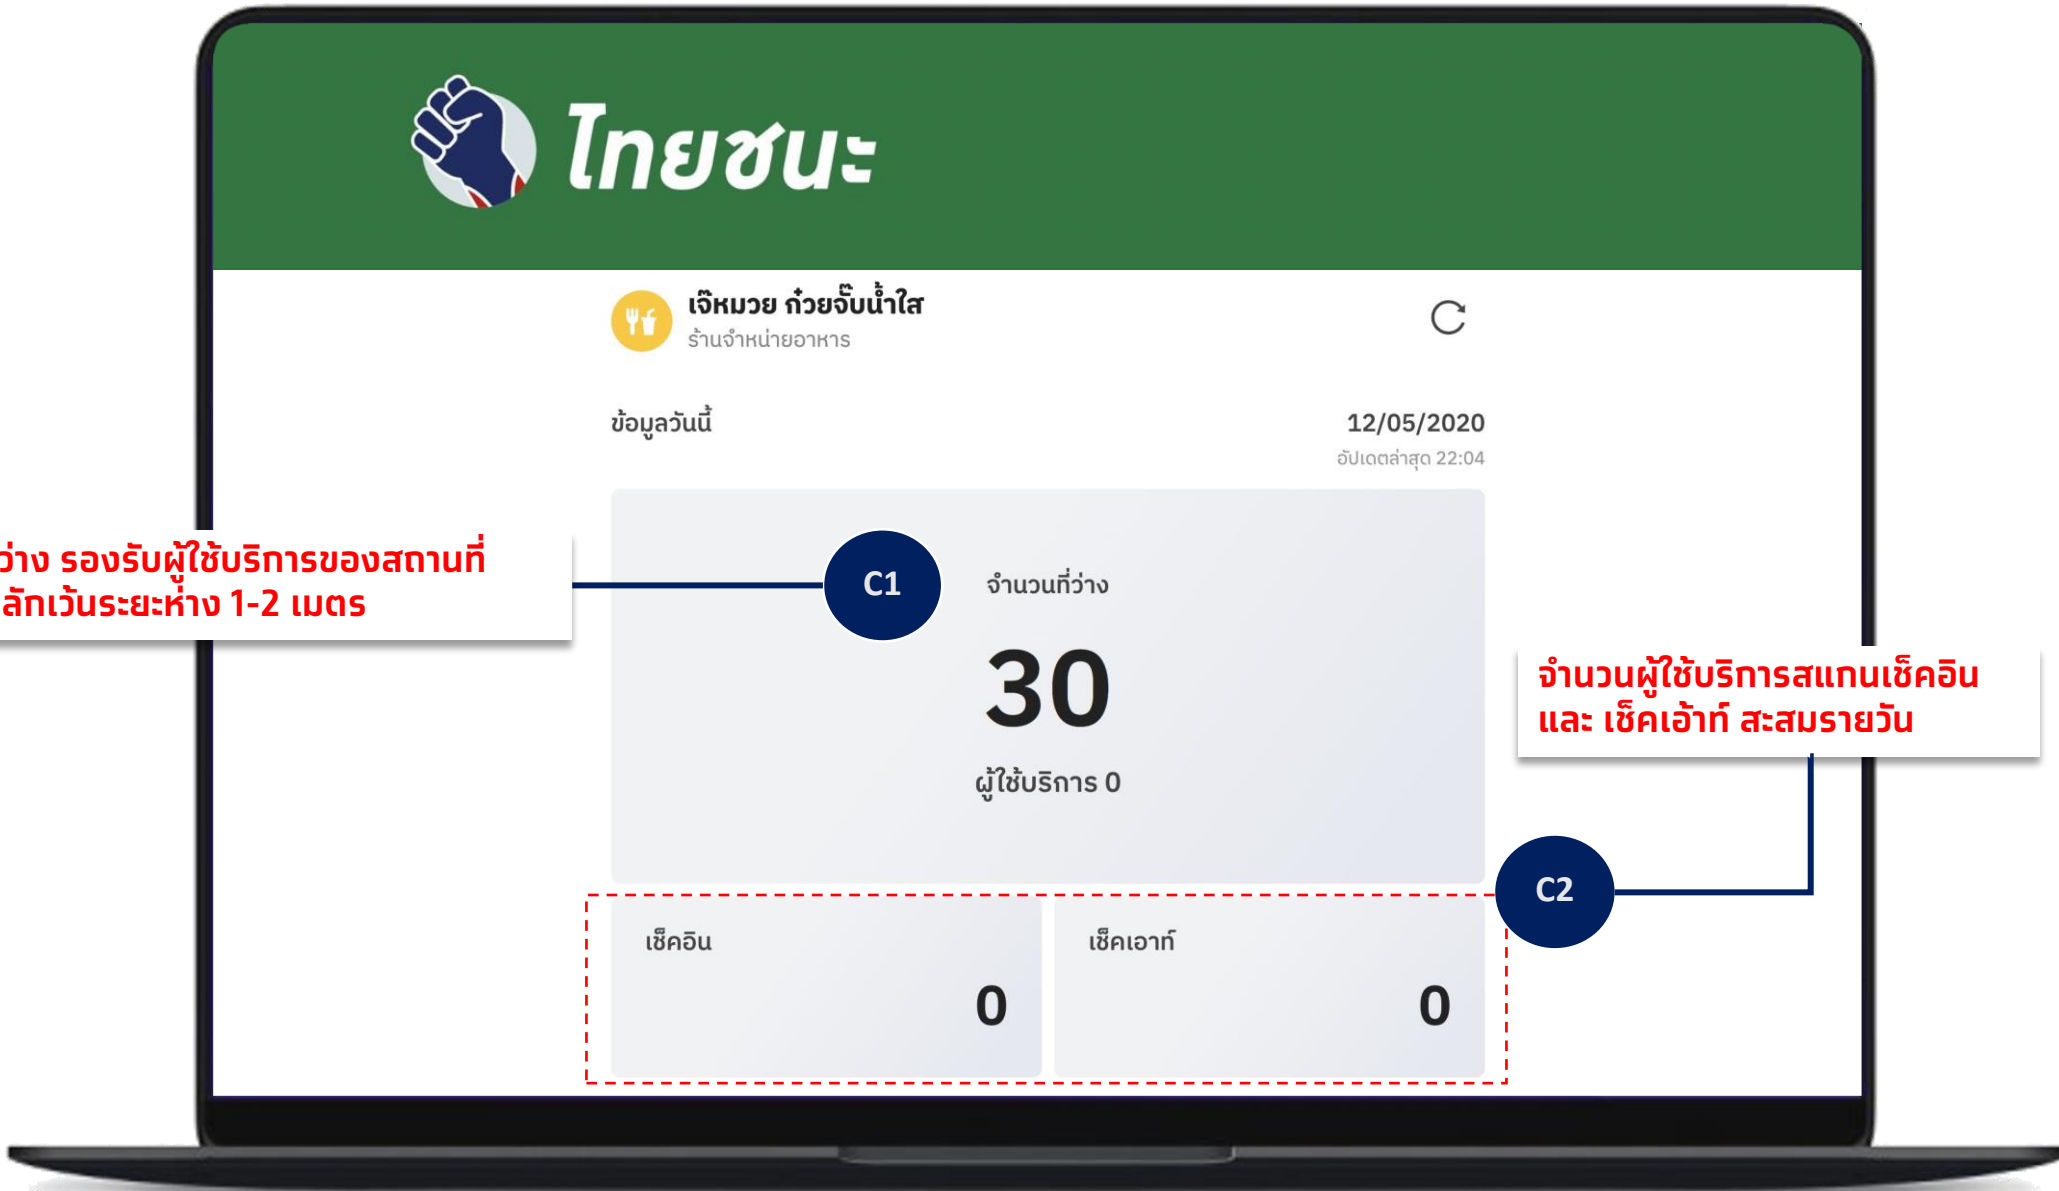 ไทยชนะ
เจ๊หมวย ก๋วยจั๊บน้ำใส
ร้านจำหน่ายอาหาร
ข้อมูลวันนี้
12/05/2020
อัปเดตล่าสุด 22:04
ว่าง รองรับผู้ใช้บริการของสถานที่
ลักเว้นระยะห่าง 1-2 เมตร
C1
จำนวนที่ว่าง
30
ผู้ใช้บริการ 0
จำนวนผู้ใช้บริการสแกนเช็คอิน
และ เช็คเอ้าท์ สะสมรายวัน
C2
เช็คอิน
0
เช็คเอาท์
0